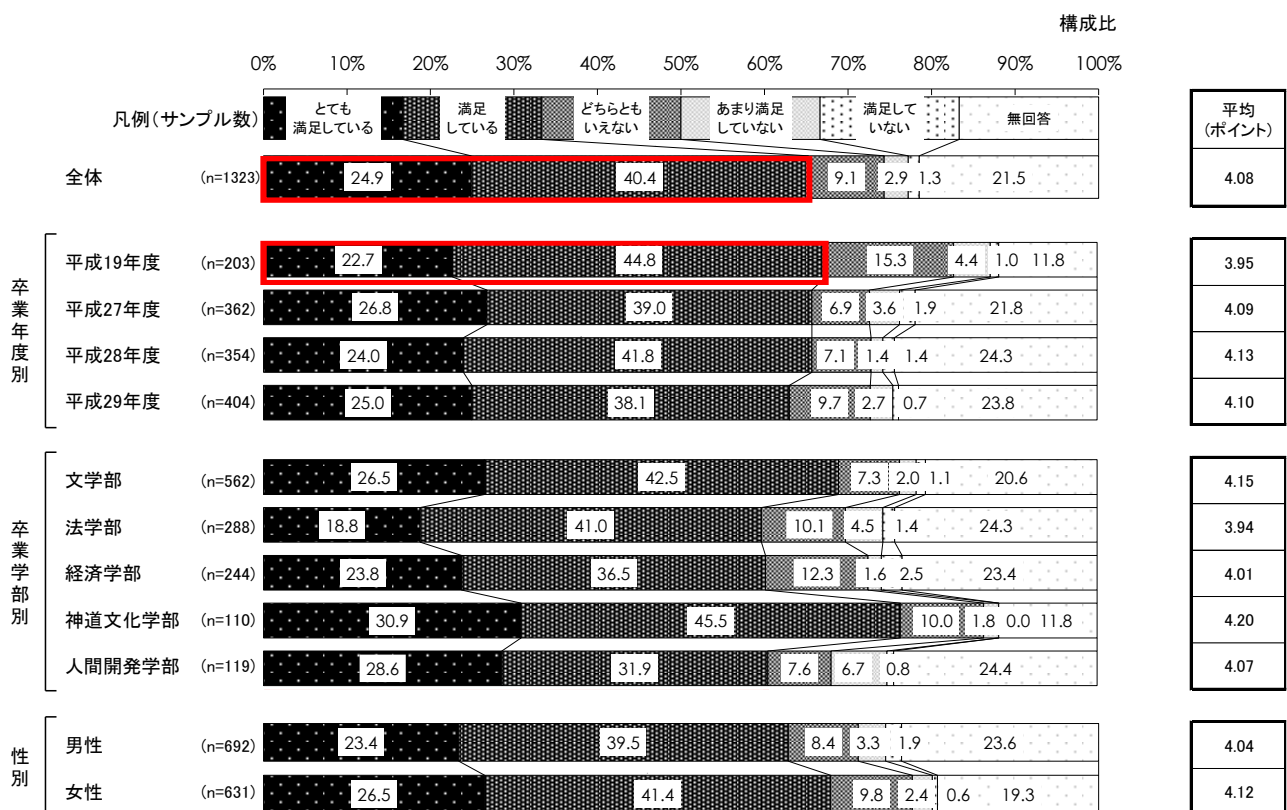 構成比
0% 10% 20% 30% 40% 50% 60% 70% 80% 90% 100%
凡例(サンプル数)
とても
満足している
満足
している
どちらとも
いえない
あまり満足
していない
満足して
いない
無回答
平均
(ポイント)
全体 (n=1323) 24.9 40.4 9.1 2.9 1.3 21.5 4.08
卒業年度別
平成19年度 (n=203) 22.7 44.8 15.3 4.4 1.0 11.8 3.95
平成27年度 (n=362) 26.8 39.0 6.9 3.6 1.9 21.8 4.09
平成28年度 (n=354) 24.0 41.8 7.1 1.4 1.4 24.3 4.13
平成29年度 (n=404) 25.0 38.1 9.7 2.7 0.7 23.8 4.10
卒業学部別
文学部 (n=562) 26.5 42.5 7.3 2.0 1.1 20.6 4.15
法学部 (n=288) 18.8 41.0 10.1 4.5 1.4 24.3 3.94
経済学部 (n=244) 23.8 36.5 12.3 1.6 2.5 23.4 4.01
神道文化学部 (n=110) 30.9 45.5 10.0 1.8 0.0 11.8 4.20
人間開発学部 (n=119) 28.6 31.9 7.6 6.7 0.8 24.4 4.07
性別
男性 (n=692) 23.4 39.5 8.4 3.3 1.9 23.6 4.04
女性 (n=631) 26.5 41.4 9.8 2.4 0.6 19.3 4.12